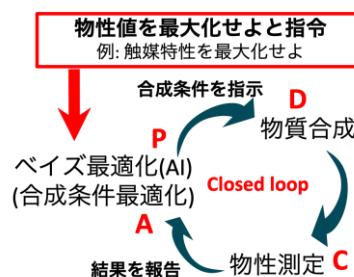 物性値を最大化せよと指令
例: 触媒特性を最大化せよ
合成条件を指示
P
D
物質合成
ベイズ最適化(AI)
(合成条件最適化)
Closed loop
A
C
物性測定
結果を報告